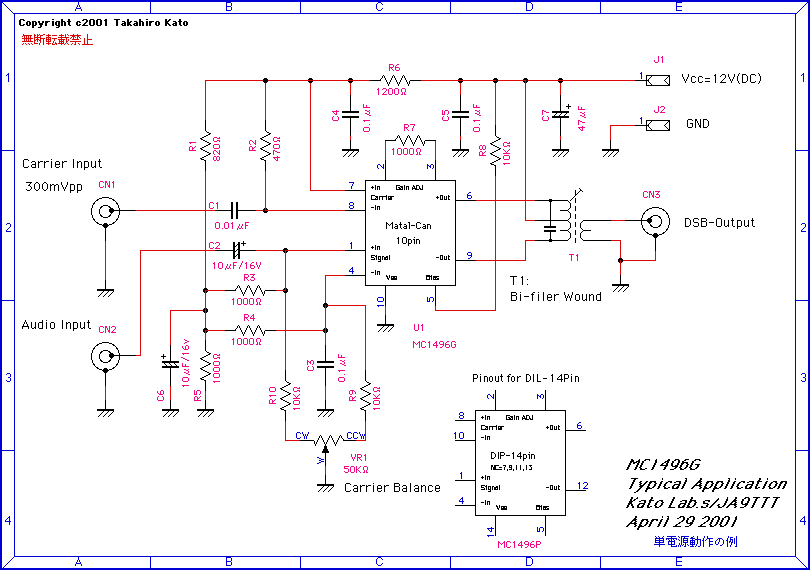 A B C D E
Copyright c2001 Takahiro Kato
無断転載禁止
1 1
R6
1200Ω
J1
1 Vcc=12V(DC)
C4
0.1μF
C5
0.1μF
C7
+
47μF
J2
1 GND
R1
820Ω
R2
470Ω
R7
1000Ω
R8
10KΩ
Carrier Input
300mVpp
CN1
2 3
7 +In Gain ADJ
Carrier +Out 6
8 -In
C1
0.01μF
Matal-Can
10pin
CN3
DSB-Output
2 2
C2 +
10μF/16V
1 +In
Signal -Out 9
4 -In
Vee Bias
10 5
T1
T1:
Bi-filer Wound
R3
1000Ω
R4
1000Ω
U1
MC1496G
Audio Input
CN2
+
10μF/16v
C6
R5
1000Ω
C3
0.1μF
3 3
R10
10KΩ
R9
10KΩ
CW CCW
W
VR1
50KΩ
Carrier Balance
Pinout for DIL-14Pin
2 3
8 +In Gain ADJ
Carrier +Out 6
10 -In
DIP-14pin
NC=7,9,11,13
1 +In
Signal -Out 12
4 -In
Vee Bias
14 5
MC1496P
MC1496G
Typical Application
Kato Lab.s/JA9TTT
April 29 2001
単電源動作の例
4 4
A B C D E